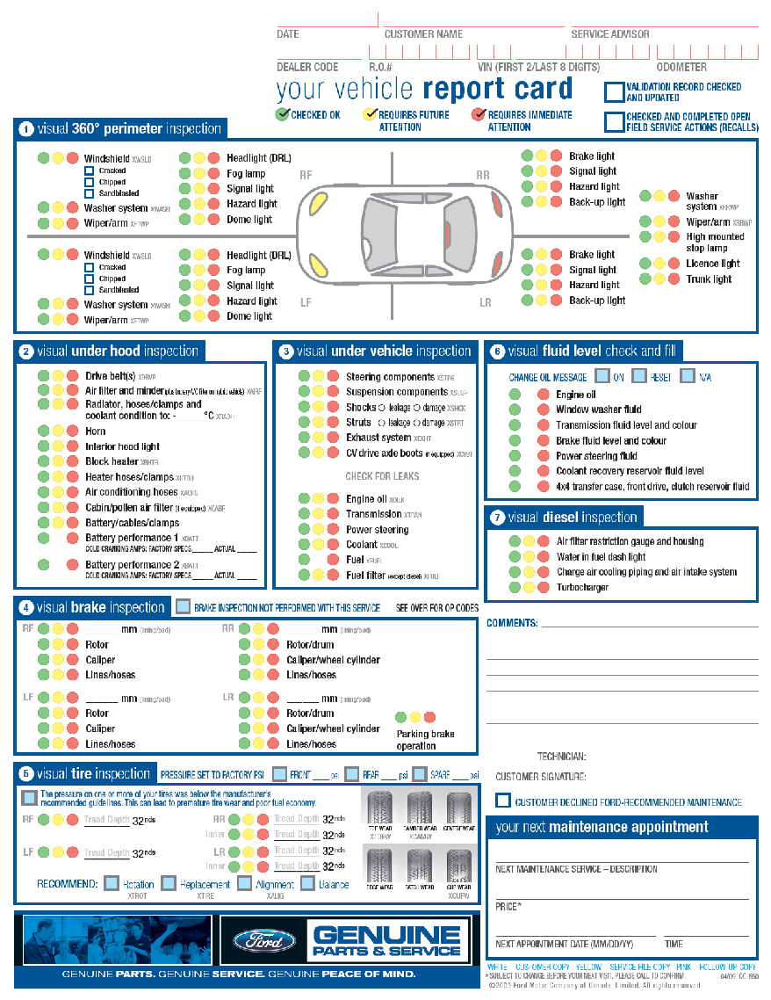 DATE CUSTOMER NAME SERVICE ADVISOR
DEALER CODE R.O.# VIN (FIRST 2/LAST 8 DIGITS) ODOMETER
your vehicle report card
VALIDATION RECORD CHECKED
AND UPDATED
CHECKED OK
REQUIRES FUTURE
ATTENTION
REQUIRES IMMEDIATE
ATTENTION
CHECKED AND COMPLETED OPEN
FIELD SERVICE ACTIONS (RECALLS)
1 visual 360° perimeter inspection
Windshield XWSLD
Cracked
Chipped
Sandblasted
Washer system XWASH
Wiper/arm XFTWP
Headlight (DRL)
Fog lamp
Signal light
Hazard light
Dome light
RF
RR
Brake light
Signal light
Hazard light
Back-up light
Washer
system XRRWP
Wiper/arm XRRWP
High mounted
stop lamp
Licence light
Trunk light
Windshield XWSLD
Cracked
Chipped
Sandblasted
Washer system XWASH
Wiper/arm XFTWP
Headlight (DRL)
Fog lamp
Signal light
Hazard light
Dome light
LF
LR
Brake light
Signal light
Hazard light
Back-up light
2 visual under hood inspection
Drive belt(s) XDRVB
Air filter and minder (plus battery A/C filter on hybrid vehicle) XAIRF
Radiator, hoses/clamps and
coolant condition to: - ______°C XRADH
Horn
Interior hood light
Block heater XBHTR
Heater hoses/clamps XHTRH
Air conditioning hoses XACHS
Cabin/pollen air filter (if equipped) XCABF
Battery/cables/clamps
Battery performance 1 XBATT
COLD CRANKING AMPS: FACTORY SPECS.______ ACTUAL ______
Battery performance 2 XBATT
COLD CRANKING AMPS: FACTORY SPECS.______ ACTUAL ______
3 visual under vehicle inspection
Steering components XSTRG
Suspension components XSUSP
Shocks leakage damage XSHCK
Struts leakage damage XSTRT
Exhaust system XEXHT
CV drive axle boots (if equipped) XCVBT
CHECK FOR LEAKS
Engine oil XOILK
Transmission XTRAN
Power steering
Coolant XCOOL
Fuel XFUEL
Fuel filter (except diesel) XFULF
6 visual fluid level check and fill
CHANGE OIL MESSAGE ON RESET N/A
Engine oil
Window washer fluid
Transmission fluid level and colour
Brake fluid level and colour
Power steering fluid
Coolant recovery reservoir fluid level
4x4 transfer case, front drive, clutch reservoir fluid
7 visual diesel inspection
Air filter restriction gauge and housing
Water in fuel dash light
Charge air cooling piping and air intake system
Turbocharger
4 visual brake inspection BRAKE INSPECTION NOT PERFORMED WITH THIS SERVICE SEE OVER FOR OP CODES
RF ______ mm (lining/pad)
Rotor
Caliper
Lines/hoses
RR ______ mm (lining/pad)
Rotor/drum
Caliper/wheel cylinder
Lines/hoses
LF ______ mm (lining/pad)
Rotor
Caliper
Lines/hoses
LR ______ mm (lining/pad)
Rotor/drum
Caliper/wheel cylinder
Lines/hoses
Parking brake
operation
COMMENTS:
TECHNICIAN:
CUSTOMER SIGNATURE:
CUSTOMER DECLINED FORD-RECOMMENDED MAINTENANCE
5 visual tire inspection PRESSURE SET TO FACTORY PSI FRONT ____ psi REAR ____ psi SPARE ____ psi
The pressure on one or more of your tires was below the manufacturer's
recommended guidelines. This can lead to premature tire wear and poor fuel economy.
RF Tread Depth 32nds
RR Tread Depth 32nds
Inner Tread Depth 32nds
LF Tread Depth 32nds
LR Tread Depth 32nds
Inner Tread Depth 32nds
TOE WEAR CAMBER WEAR CENTRE WEAR
XTOEW XCAMW
EDGE WEAR PATCH WEAR CUP WEAR
XCUPW
RECOMMEND: Rotation Replacement Alignment Balance
XTROT XTIRE XALIG
your next maintenance appointment
NEXT MAINTENANCE SERVICE – DESCRIPTION
PRICE*
NEXT APPOINTMENT DATE (MM/DD/YY) TIME
Ford
GENUINE
PARTS & SERVICE
GENUINE PARTS. GENUINE SERVICE. GENUINE PEACE OF MIND.
WHITE CUSTOMER COPY YELLOW SERVICE FILE COPY PINK FOLLOW-UP COPY
*SUBJECT TO CHANGE BEFORE YOUR NEXT VISIT. PLEASE CALL TO CONFIRM. 04/09 CC-650
©2009 Ford Motor Company of Canada, Limited. All rights reserved.